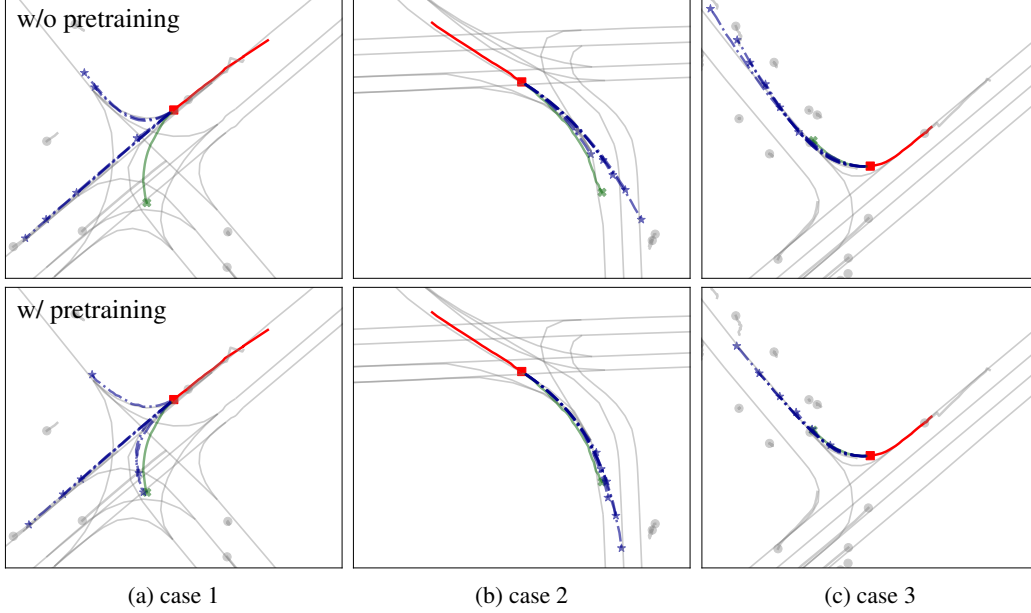 w/o pretraining
w/ pretraining
(a) case 1
(b) case 2
(c) case 3